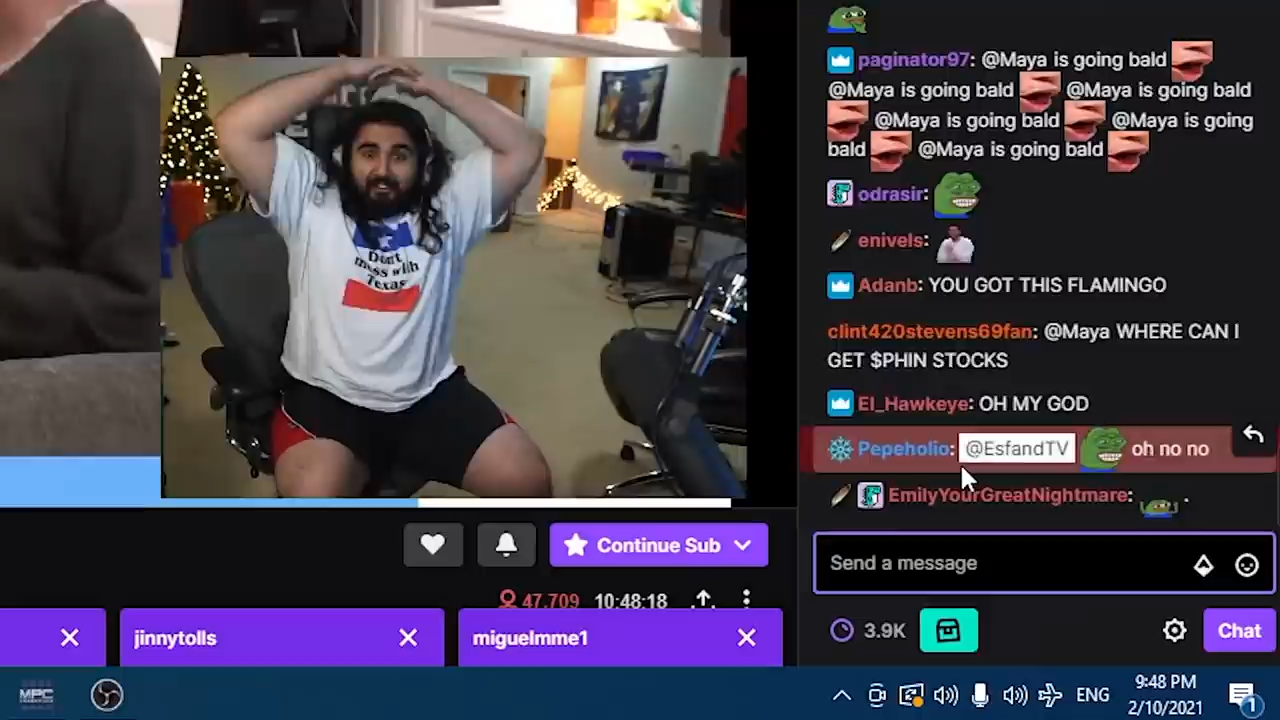 paginator97: @Maya is going bald
@Maya is going bald @Maya is going bald
@Maya is going bald @Maya is going
bald @Maya is going bald
odrasir:
enivels:
Adanb: YOU GOT THIS FLAMINGO
clint420stevens69fan: @Maya WHERE CAN I
GET $PHIN STOCKS
El_Hawkeye: OH MY GOD
Pepeholio: @EsfandTV oh no no
EmilyYourGreatNightmare: .
Don't
mess with
Texas
Continue Sub
Send a message
47,709 10:48:18
3.9K
Chat
jinnytolls
miguelmme1
MPC
ENG
9:48 PM
2/10/2021
1